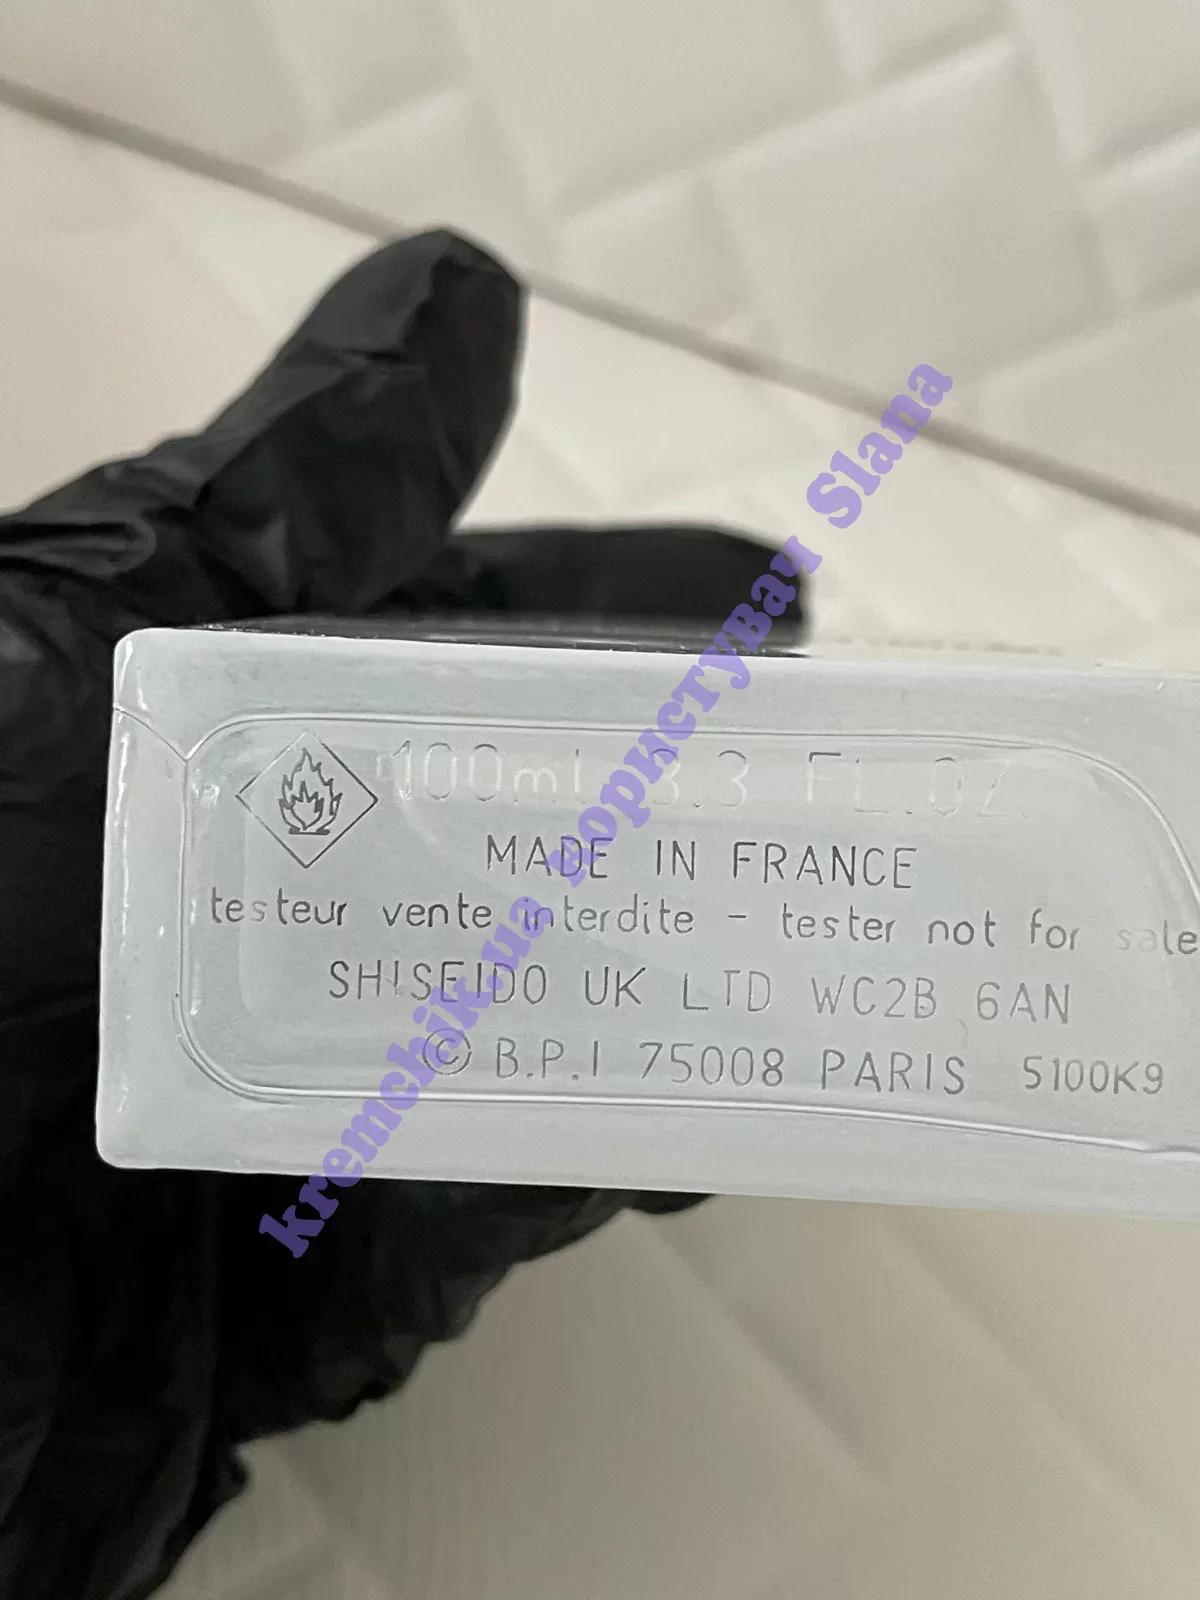 100mL 3.3 FL.OZ.
MADE IN FRANCE
testeur vente interdite - tester not for sale
SHISEIDO UK LTD WC2B 6AN
© B.P.I 75008 PARIS 5100K9
kremchik.ua користувач Slana